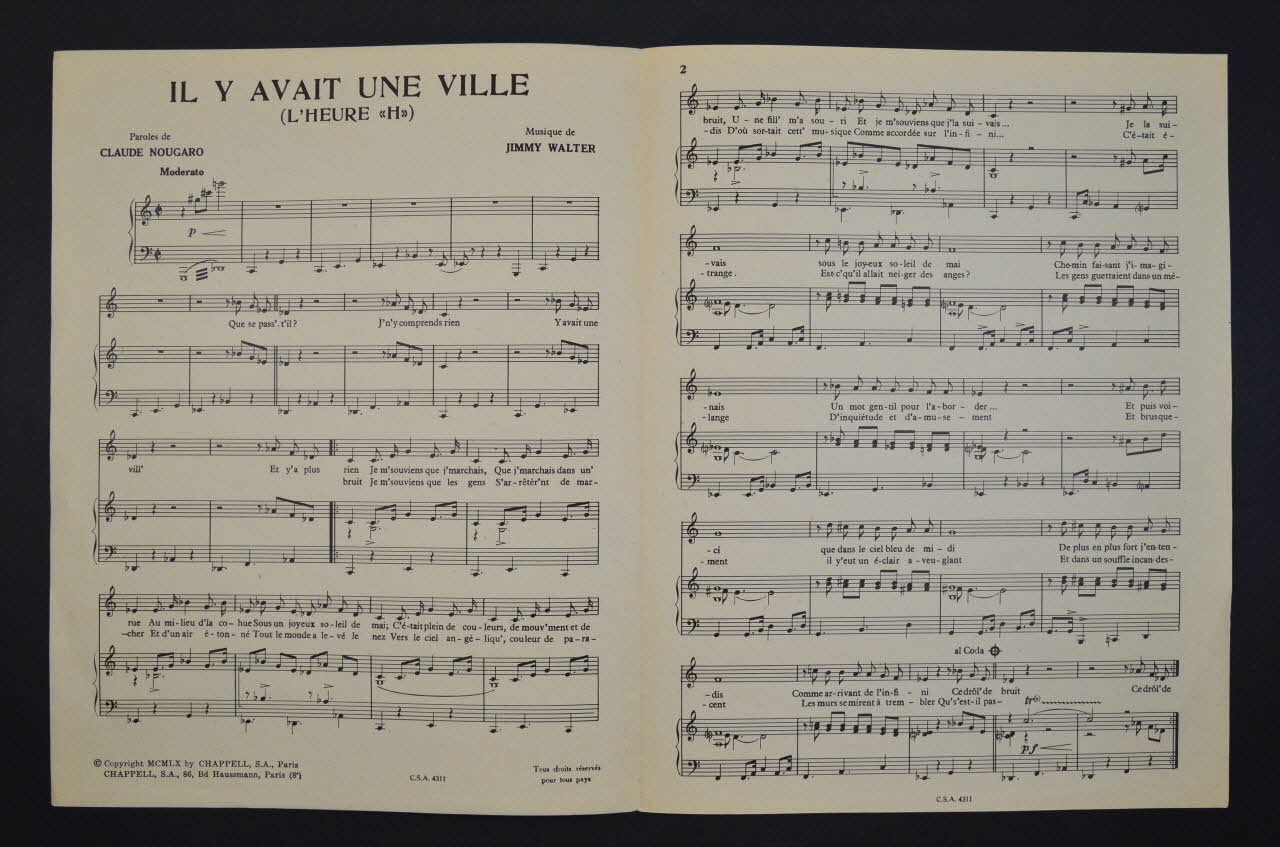 IL Y AVAIT UNE VILLE
(L'HEURE «H»)
Paroles de
CLAUDE NOUGARO
Musique de
JIMMY WALTER
Moderato
p
Que se pass'-t'il? J'n'y comprends rien Y avait une
vill' Et y'a plus rien Je m'souviens que j'marchais, Que j'marchais dans un'
bruit Je m'souviens que les gens S'ar-rêtèr'nt de mar-
rue Au mi-lieu d'la co-hue Sous un joyeux so-leil de mai; C'é-tait plein de cou-leurs, de mouv'ment et de
-cher Et d'un air é-ton-né Tout le monde a le-vé le nez Vers le ciel an-gé-liqu', couleur de pa-ra-
© Copyright MCMLX by CHAPPELL, S.A., Paris
CHAPPELL, S.A., 86, Bd Haussmann, Paris (8e)
C.S.A. 4311
Tous droits réservés
pour tous pays
2
bruit, U-ne fill' m'a sou-ri Et je m'souviens que j'la sui-vais... Je la sui-
-dis D'où sor-tait cett' mu-sique Comme accordée sur l'in-fi-ni... C'é-tait é-
-vais sous le joy-eux so-leil de mai Che-min fai-sant j'i-ma-gi-
-trange. Est-c'qu'il allait nei-ger des anges? Les gens guettaient dans un mé-
-nais Un mot gen-til pour l'a-bor-der... Et puis voi-
-lange D'inquiétude et d'a-mu-se-ment Et brusque-
-ci que dans le ciel bleu de mi-di De plus en plus fort j'en-ten-
-ment il y'eut un é-clair a-veu-glant Et dans un souffle incan-des-
al Coda
-dis Comme ar-rivant de l'in-fi-ni Ce drôl' de bruit Ce drôl' de
-cent Les murs se mirent à trem-bler Qu's'est-il pas-
tr
pf
C.S.A. 4311